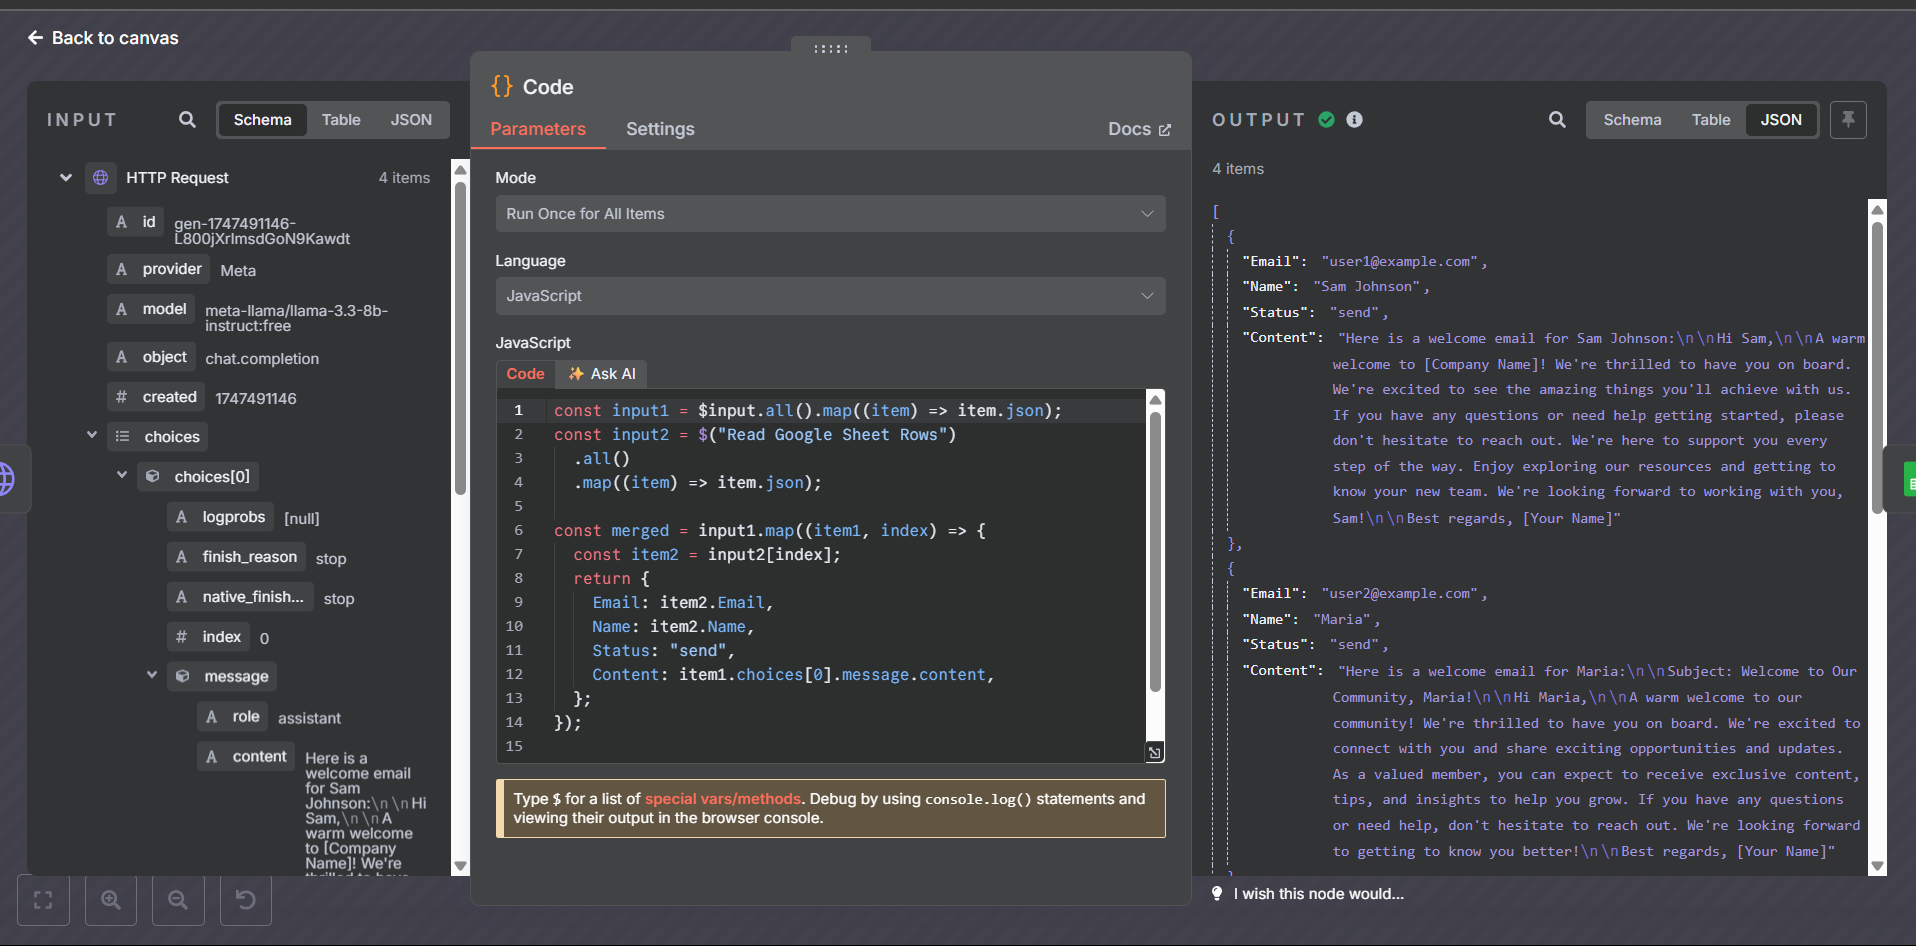 Back to canvas
INPUT
Schema
Table
JSON
HTTP Request
4 items
A id
gen-1747491146-
L800jXrlmsdGoN9Kawdt
A provider
Meta
A model
meta-llama/llama-3.3-8b-
instruct:free
A object
chat.completion
# created
1747491146
choices
choices[0]
A logprobs
[null]
A finish_reason
stop
A native_finish...
stop
# index
0
message
A role
assistant
A content
Here is a
welcome email
for Sam
Johnson:\n\nHi
Sam,\n\nA
warm welcome
to [Company
Name]! We're
thrilled to have
{} Code
Parameters
Settings
Docs
Mode
Run Once for All Items
Language
JavaScript
JavaScript
Code
Ask AI
1 const input1 = $input.all().map((item) => item.json);
2 const input2 = $("Read Google Sheet Rows")
3 .all()
4 .map((item) => item.json);
5
6 const merged = input1.map((item1, index) => {
7 const item2 = input2[index];
8 return {
9 Email: item2.Email,
10 Name: item2.Name,
11 Status: "send",
12 Content: item1.choices[0].message.content,
13 };
14 });
15
Type $ for a list of special vars/methods. Debug by using console.log() statements and
viewing their output in the browser console.
OUTPUT
Schema
Table
JSON
4 items
[
{
"Email": "user1@example.com",
"Name": "Sam Johnson",
"Status": "send",
"Content": "Here is a welcome email for Sam Johnson:\n\nHi Sam,\n\nA warm
welcome to [Company Name]! We're thrilled to have you on board.
We're excited to see the amazing things you'll achieve with us.
If you have any questions or need help getting started, please
don't hesitate to reach out. We're here to support you every
step of the way. Enjoy exploring our resources and getting to
know your new team. We're looking forward to working with you,
Sam!\n\nBest regards, [Your Name]"
},
{
"Email": "user2@example.com",
"Name": "Maria",
"Status": "send",
"Content": "Here is a welcome email for Maria:\n\nSubject: Welcome to Our
Community, Maria!\n\nHi Maria,\n\nA warm welcome to our
community! We're thrilled to have you on board. We're excited to
connect with you and share exciting opportunities and updates.
As a valued member, you can expect to receive exclusive content,
tips, and insights to help you grow. If you have any questions
or need help, don't hesitate to reach out. We're looking forward
to getting to know you better!\n\nBest regards, [Your Name]"
}
I wish this node would...